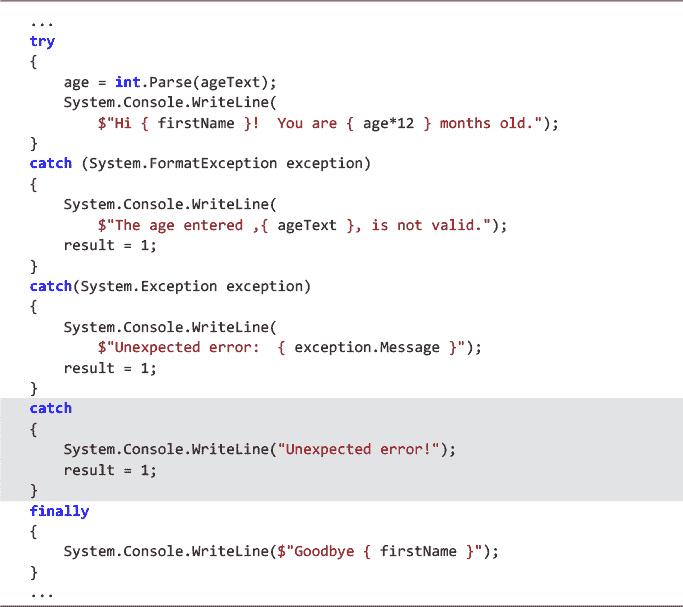 ...
try
{
    age = int.Parse(ageText);
    System.Console.WriteLine(
        $"Hi { firstName }!  You are { age*12 } months old.");
}
catch (System.FormatException exception)
{
    System.Console.WriteLine(
        $"The age entered ,{ ageText }, is not valid.");
    result = 1;
}
catch(System.Exception exception)
{
    System.Console.WriteLine(
        $"Unexpected error:  { exception.Message }");
    result = 1;
}
catch
{
    System.Console.WriteLine("Unexpected error!");
    result = 1;
}
finally
{
    System.Console.WriteLine($"Goodbye { firstName }");
}
...